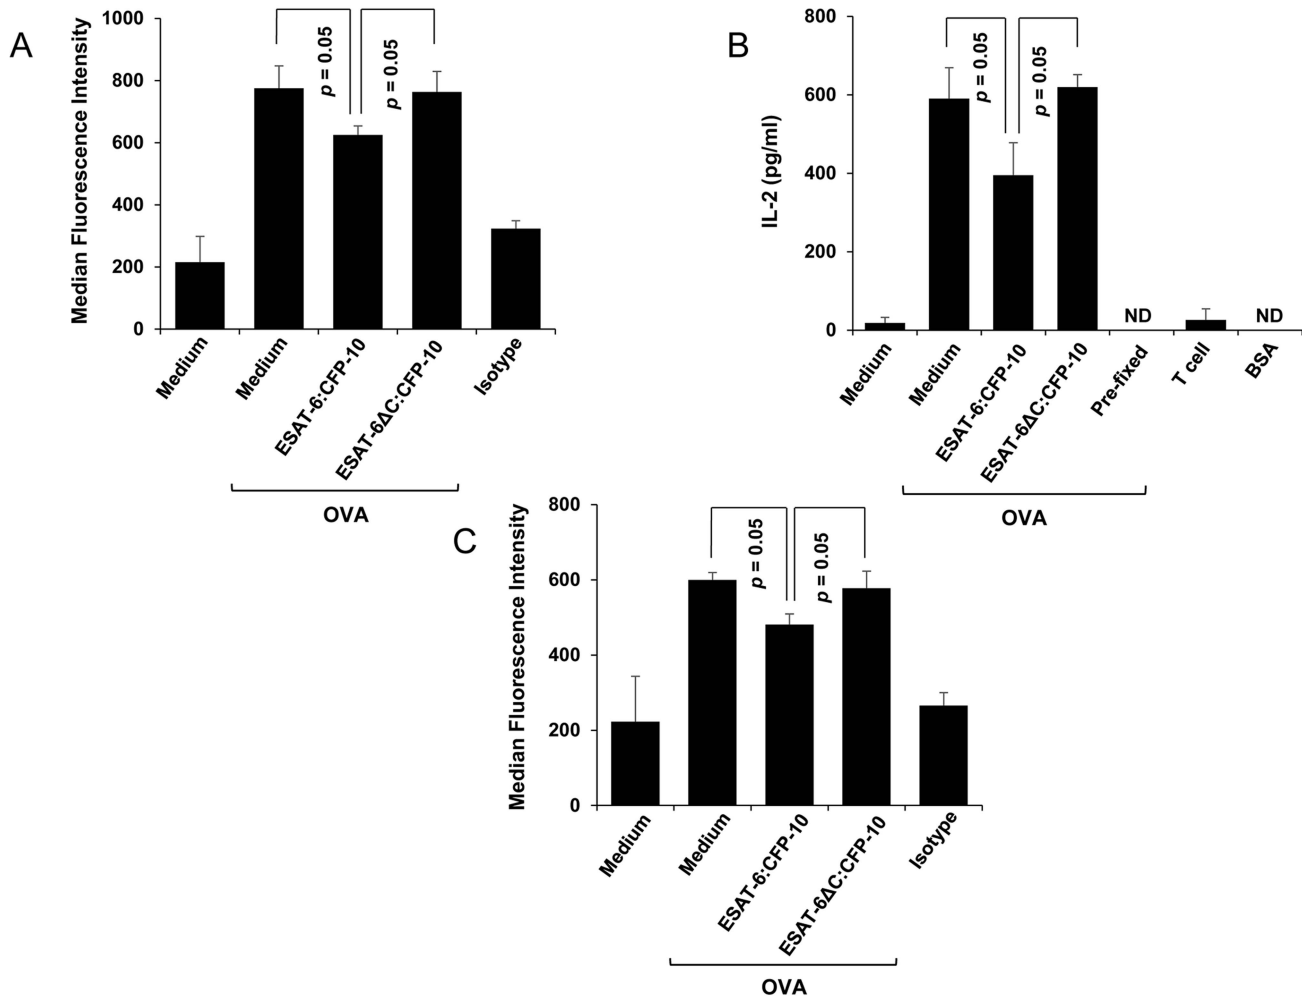 A
Median Fluorescence Intensity
1000
800
600
400
200
0
p = 0.05
p = 0.05
Medium
Medium
ESAT-6:CFP-10
ESAT-6ΔC:CFP-10
Isotype
OVA
B
IL-2 (pg/ml)
800
600
400
200
0
p = 0.05
p = 0.05
ND
ND
Medium
Medium
ESAT-6:CFP-10
ESAT-6ΔC:CFP-10
Pre-fixed
T cell
BSA
OVA
C
Median Fluorescence Intensity
800
600
400
200
0
p = 0.05
p = 0.05
Medium
Medium
ESAT-6:CFP-10
ESAT-6ΔC:CFP-10
Isotype
OVA